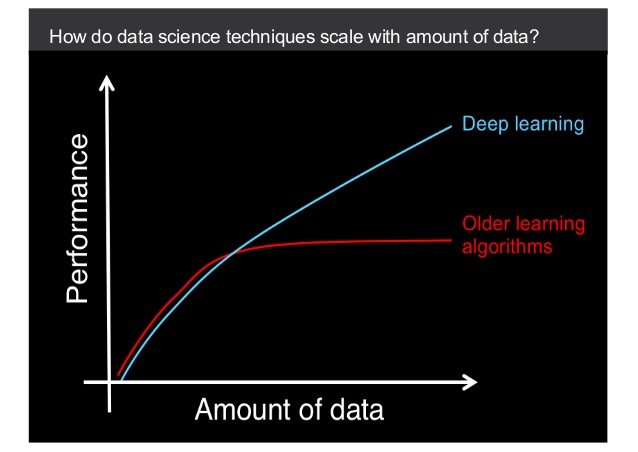 How do data science techniques scale with amount of data?
Performance
Deep learning
Older learning
algorithms
Amount of data